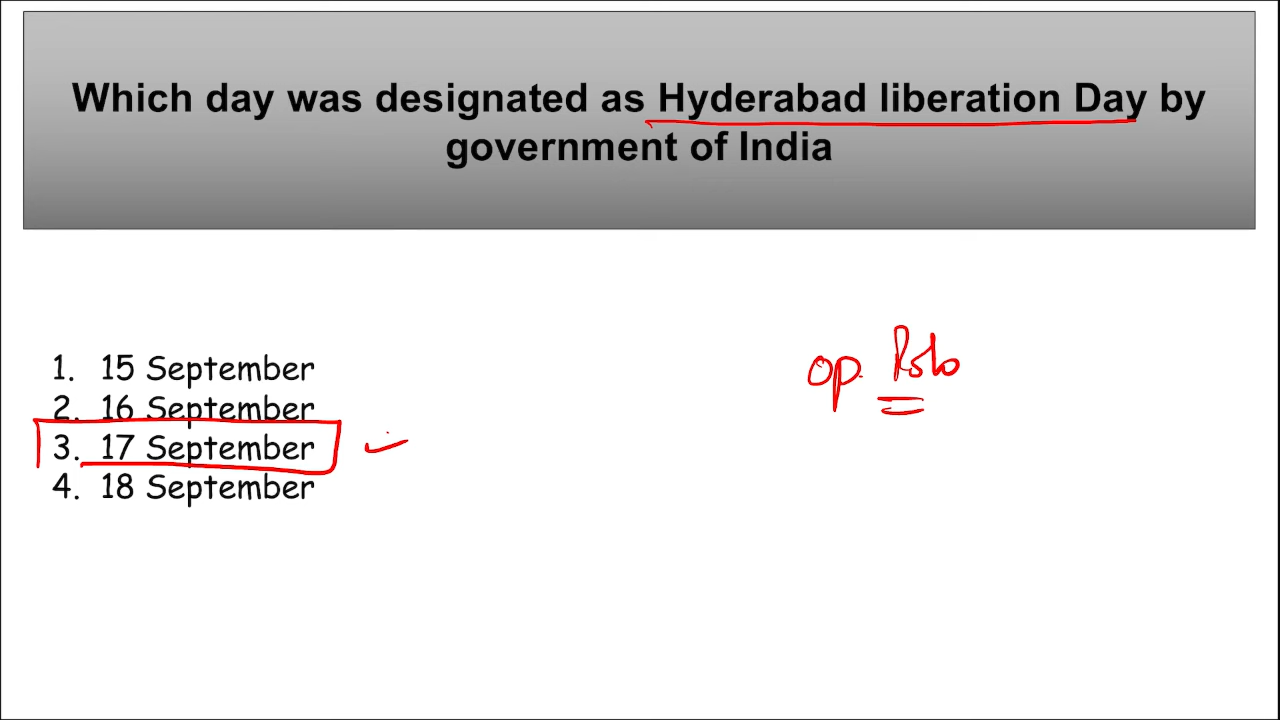 Which day was designated as Hyderabad liberation Day by
government of India
1. 15 September
2. 16 September
3. 17 September
4. 18 September
op.